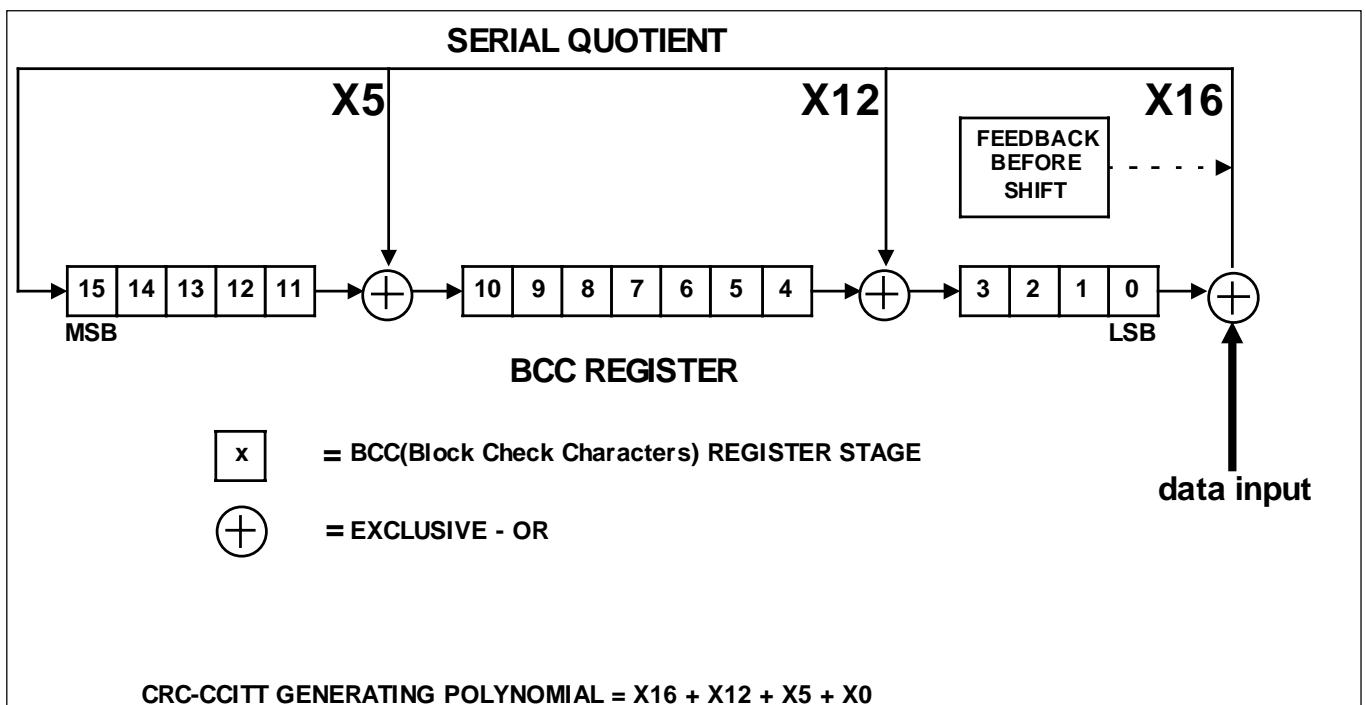 SERIAL QUOTIENT
X5 X12 X16
FEEDBACK
BEFORE
SHIFT
15 14 13 12 11 10 9 8 7 6 5 4 3 2 1 0
MSB LSB
BCC REGISTER
x = BCC(Block Check Characters) REGISTER STAGE
data input
= EXCLUSIVE - OR
CRC-CCITT GENERATING POLYNOMIAL = X16 + X12 + X5 + X0